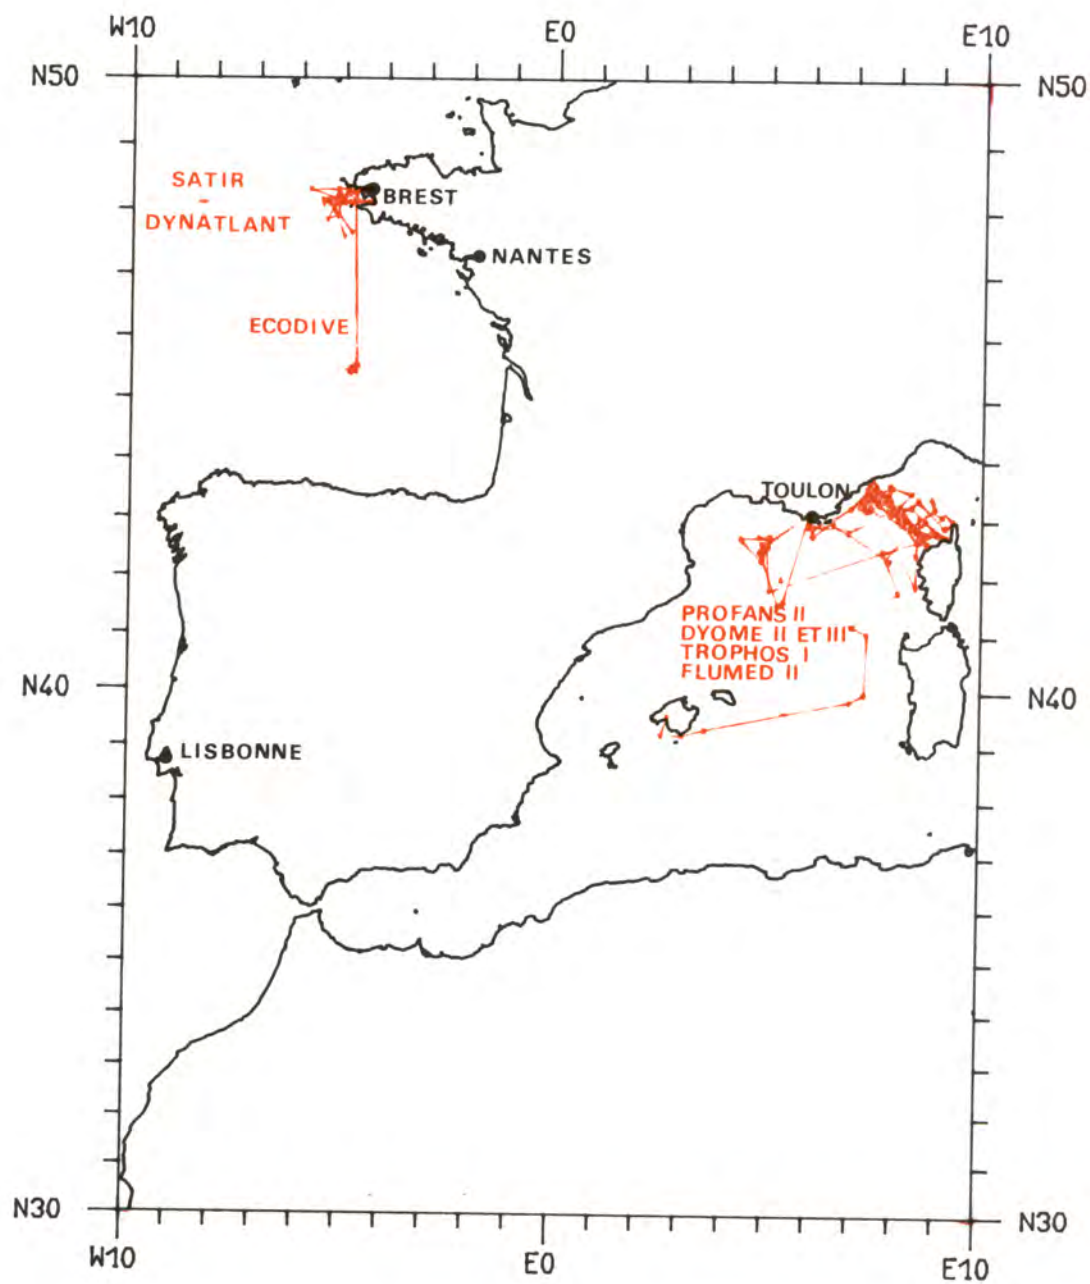 W10 E0 E10
N50 N50
SATIR
-
DYNATLANT
BREST
NANTES
ECODIVE
TOULON
PROFANS II
DYOME II ET III
TROPHOS I
FLUMED II
N40 N40
LISBONNE
N30 N30
W10 E0 E10